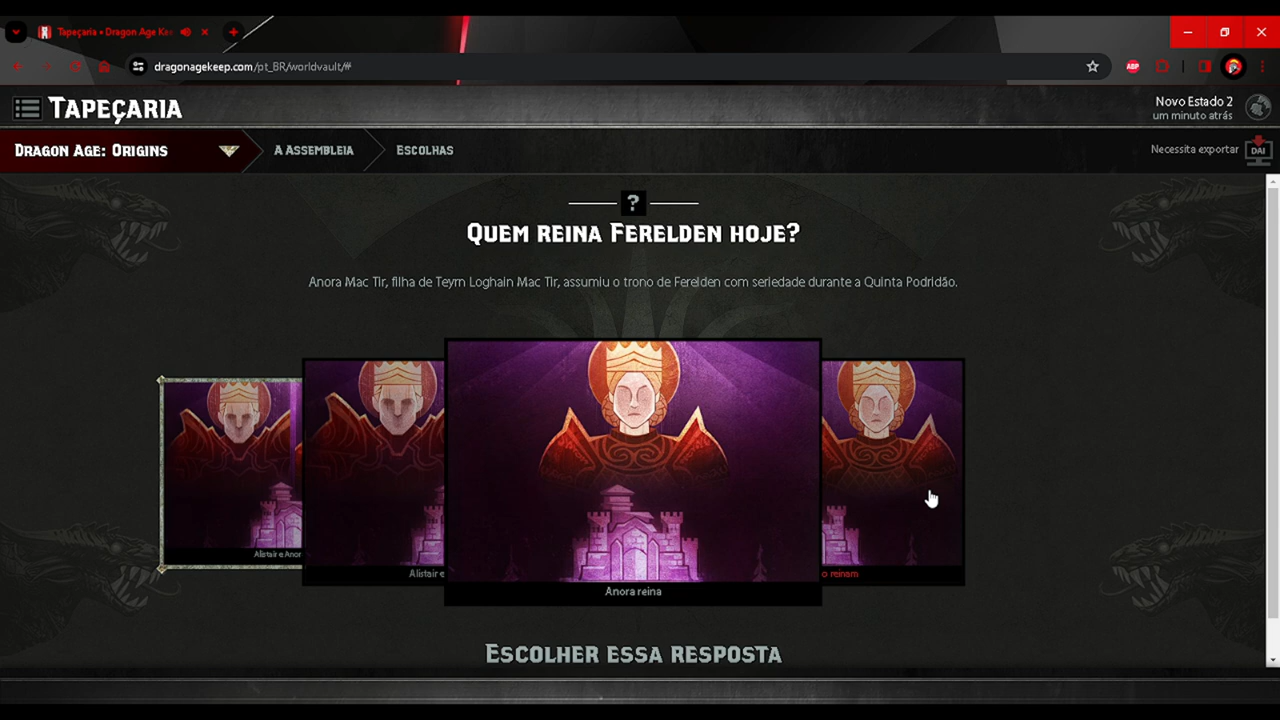 Tapeçaria • Dragon Age Kee
dragonagekeep.com/pt_BR/worldvault/#
ABP
Tapeçaria
Novo Estado 2
um minuto atrás
Dragon Age: Origins
A Assembleia
Escolhas
Necessita exportar
DAI
?
Quem reina Ferelden hoje?
Anora Mac Tir, filha de Teyrn Loghain Mac Tir, assumiu o trono de Ferelden com seriedade durante a Quinta Podridão.
Alistair e Anor
Alistair e
Anora reina
o reinam
Escolher essa resposta